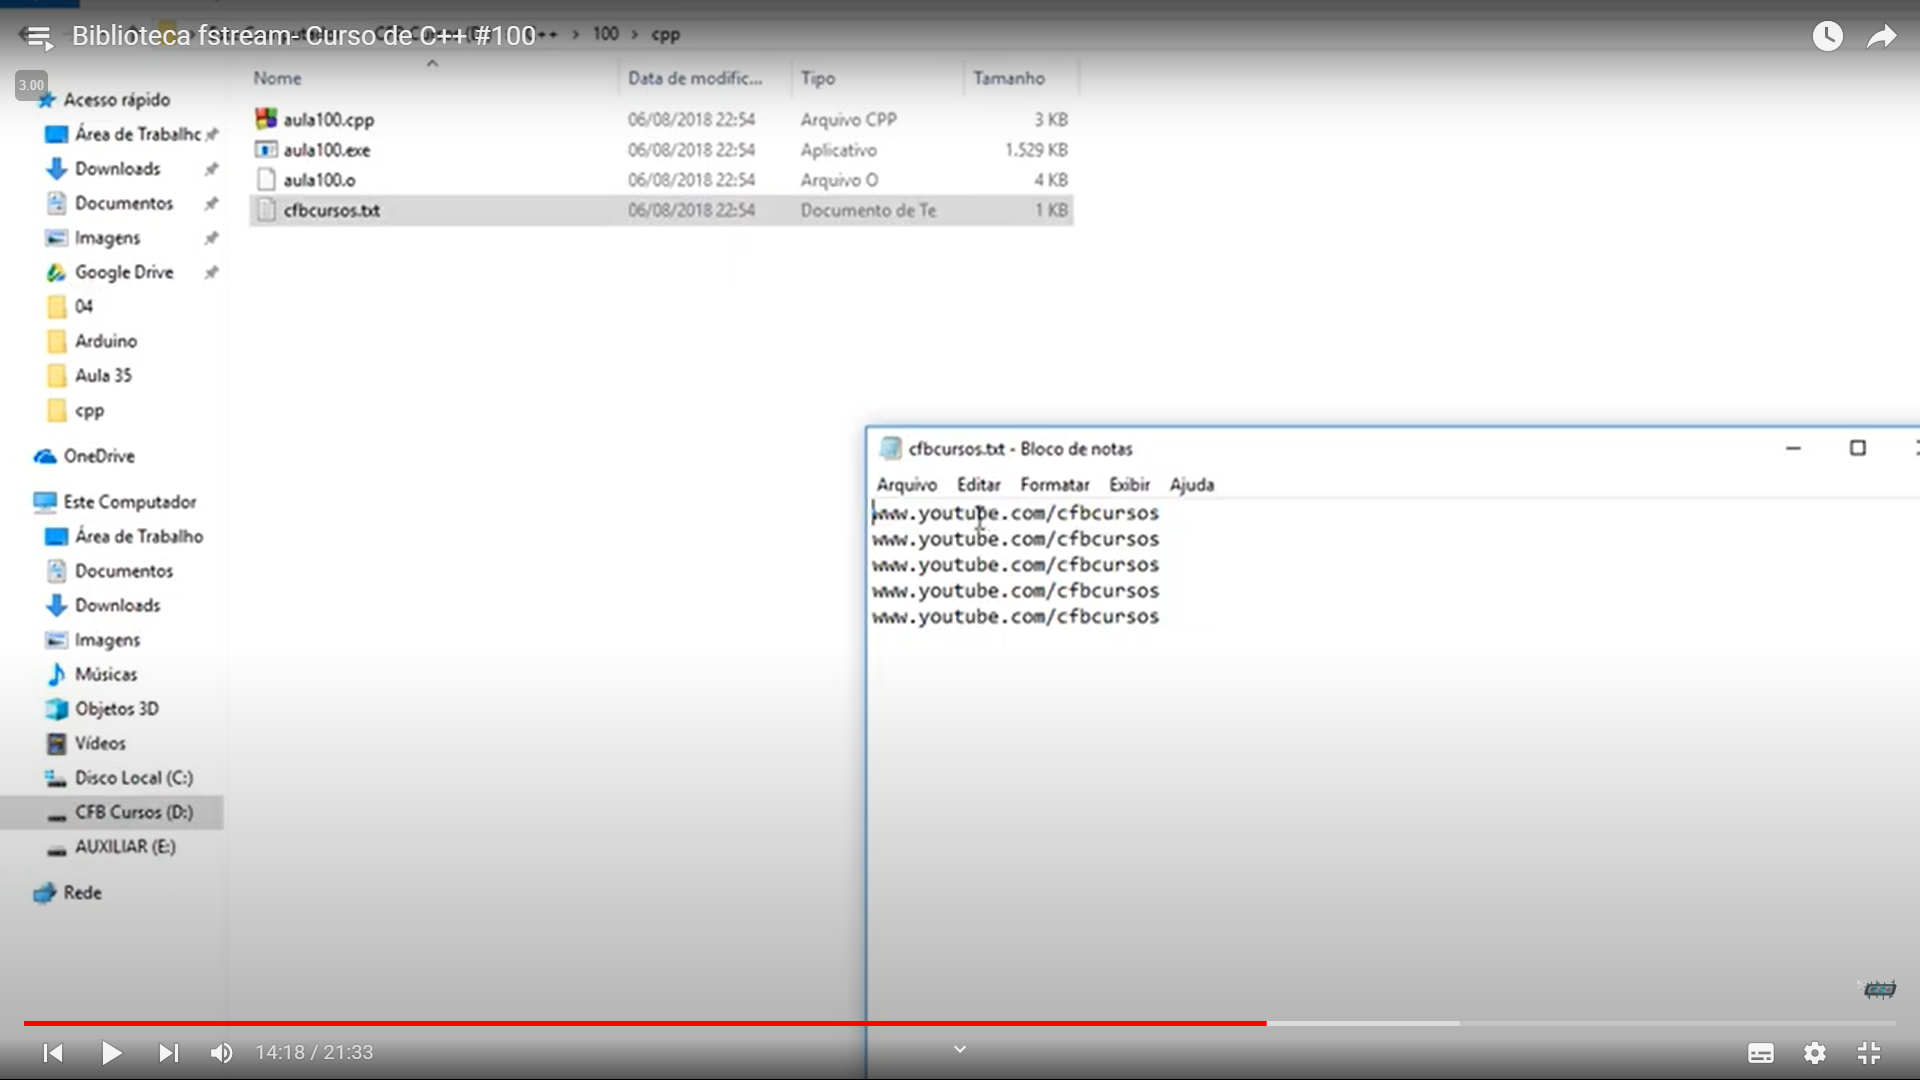 Biblioteca fstream- Curso de C++ #100
100 > cpp
3.00
Nome Data de modific... Tipo Tamanho
aula100.cpp 06/08/2018 22:54 Arquivo CPP 3 KB
aula100.exe 06/08/2018 22:54 Aplicativo 1.529 KB
aula100.o 06/08/2018 22:54 Arquivo O 4 KB
cfbcursos.txt 06/08/2018 22:54 Documento de Te 1 KB
Acesso rápido
Área de Trabalhc
Downloads
Documentos
Imagens
Google Drive
04
Arduino
Aula 35
cpp
OneDrive
Este Computador
Área de Trabalho
Documentos
Downloads
Imagens
Músicas
Objetos 3D
Vídeos
Disco Local (C:)
CFB Cursos (D:)
AUXILIAR (E:)
Rede
cfbcursos.txt - Bloco de notas
Arquivo Editar Formatar Exibir Ajuda
www.youtube.com/cfbcursos
www.youtube.com/cfbcursos
www.youtube.com/cfbcursos
www.youtube.com/cfbcursos
www.youtube.com/cfbcursos
14:18 / 21:33